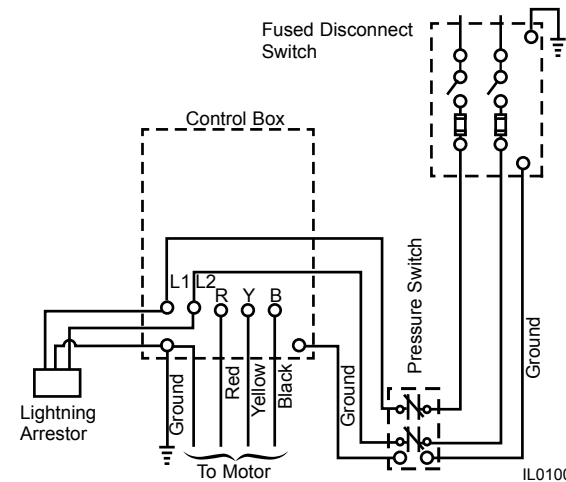 Fused Disconnect
Switch
Control Box
Pressure Switch
L1 L2
R Y B
Ground
Red
Yellow
Black
Ground
Ground
Lightning
Arrestor
To Motor
IL0100